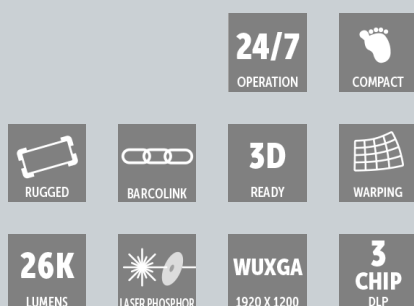 24/7
OPERATION
COMPACT
RUGGED
BARCOLINK
3D
READY
WARPING
26K
LUMENS
LASER PHOSPHOR
WUXGA
1920 X 1200
3
CHIP
DLP